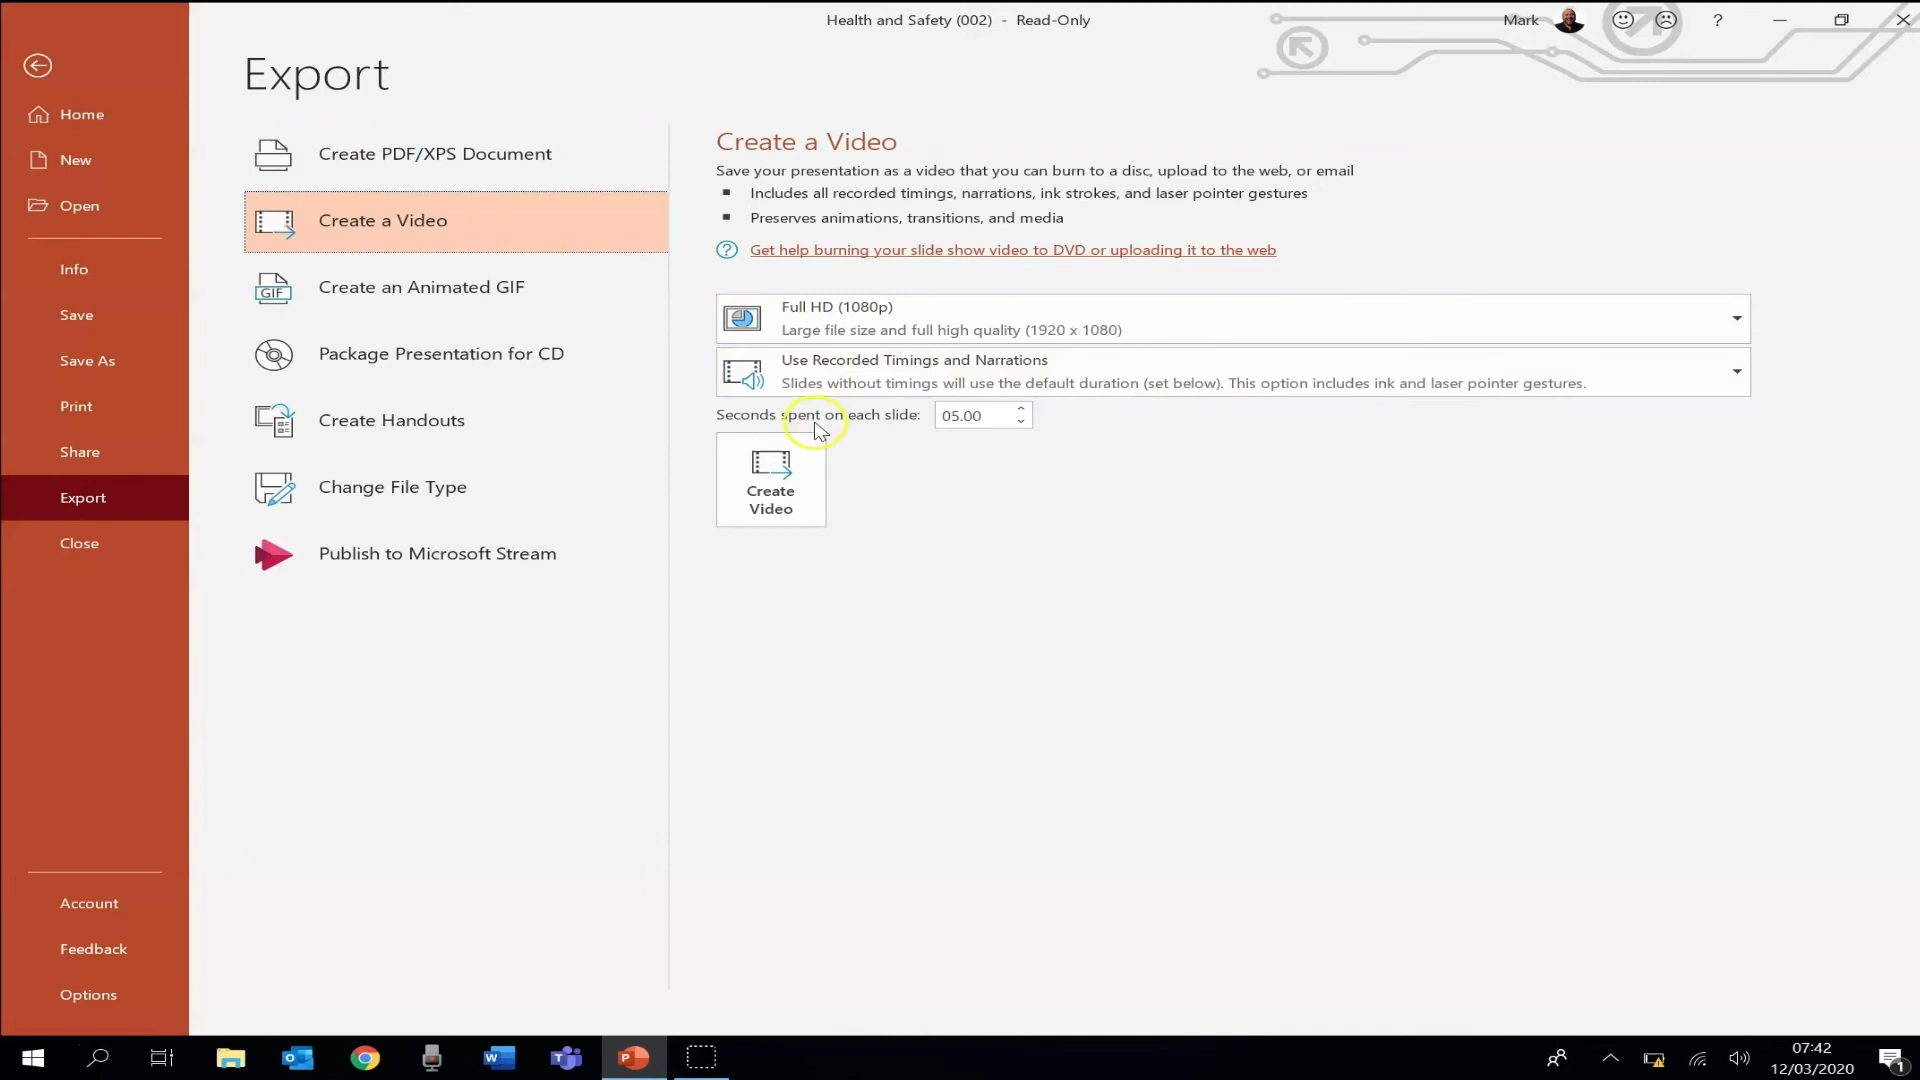 Health and Safety (002) - Read-Only
Mark
?
Export
Home
New
Open
Info
Save
Save As
Print
Share
Export
Close
Account
Feedback
Options
Create PDF/XPS Document
Create a Video
GIF
Create an Animated GIF
Package Presentation for CD
Create Handouts
Change File Type
Publish to Microsoft Stream
Create a Video
Save your presentation as a video that you can burn to a disc, upload to the web, or email
Includes all recorded timings, narrations, ink strokes, and laser pointer gestures
Preserves animations, transitions, and media
? Get help burning your slide show video to DVD or uploading it to the web
Full HD (1080p)
Large file size and full high quality (1920 x 1080)
Use Recorded Timings and Narrations
Slides without timings will use the default duration (set below). This option includes ink and laser pointer gestures.
Seconds spent on each slide: 05.00
Create
Video
07:42
12/03/2020
1